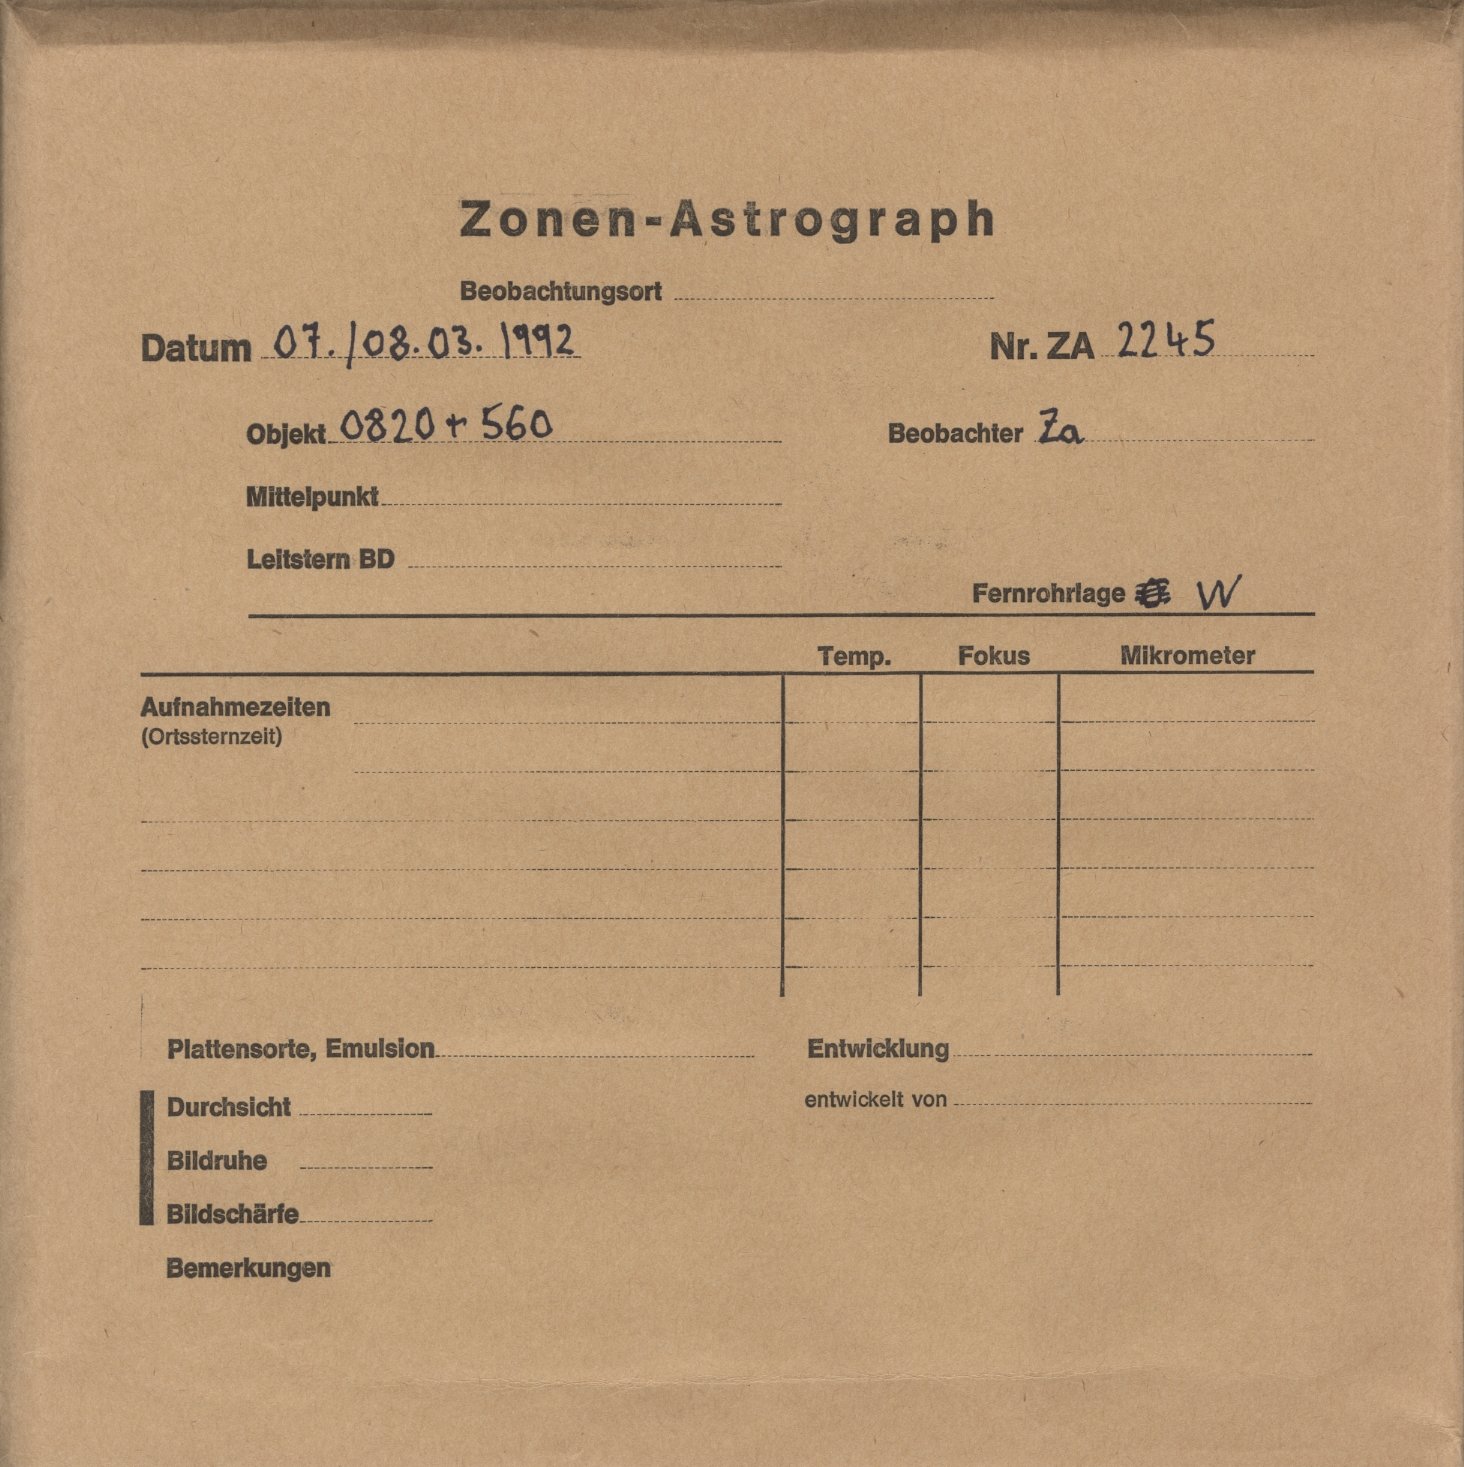 Zonen-Astrograph
Beobachtungsort
Datum 07./08.03.1992 Nr. ZA 2245
Objekt 0820 + 560 Beobachter Za
Mittelpunkt
Leitstern BD
Fernrohrlage W
Temp. Fokus Mikrometer
Aufnahmezeiten
(Ortssternzeit)
Plattensorte, Emulsion Entwicklung
Durchsicht entwickelt von
Bildruhe
Bildschärfe
Bemerkungen